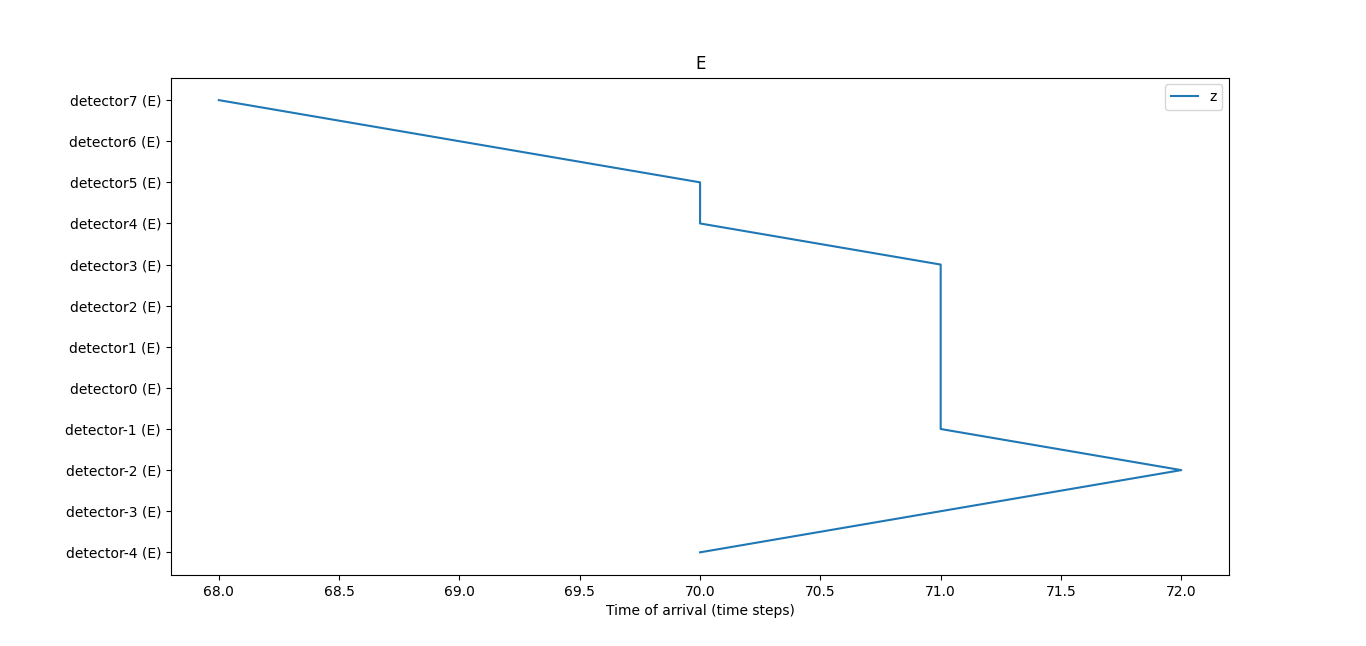 E
z
detector7 (E)
detector6 (E)
detector5 (E)
detector4 (E)
detector3 (E)
detector2 (E)
detector1 (E)
detector0 (E)
detector-1 (E)
detector-2 (E)
detector-3 (E)
detector-4 (E)
68.0 68.5 69.0 69.5 70.0 70.5 71.0 71.5 72.0
Time of arrival (time steps)